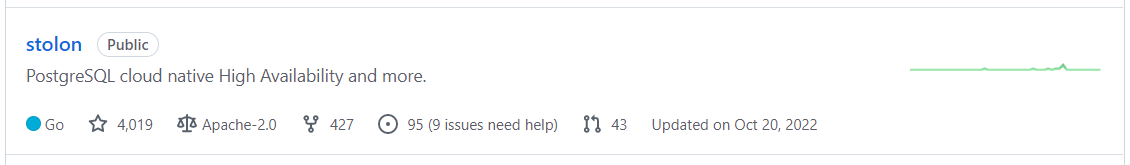 stolon Public
PostgreSQL cloud native High Availability and more.
Go 4,019 Apache-2.0 427 95 (9 issues need help) 43 Updated on Oct 20, 2022